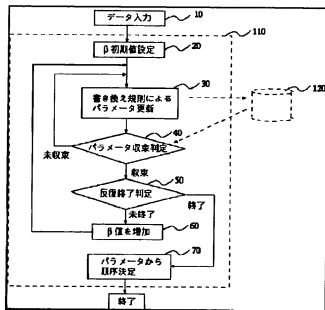 データ入力
10
110
β初期値設定
20
30
書き換え規則による
パラメータ更新
120
40
パラメータ収束判定
未収束
収束
50
反復終了判定
終了
未終了
β値を増加
60
70
パラメータから
順序決定
終了